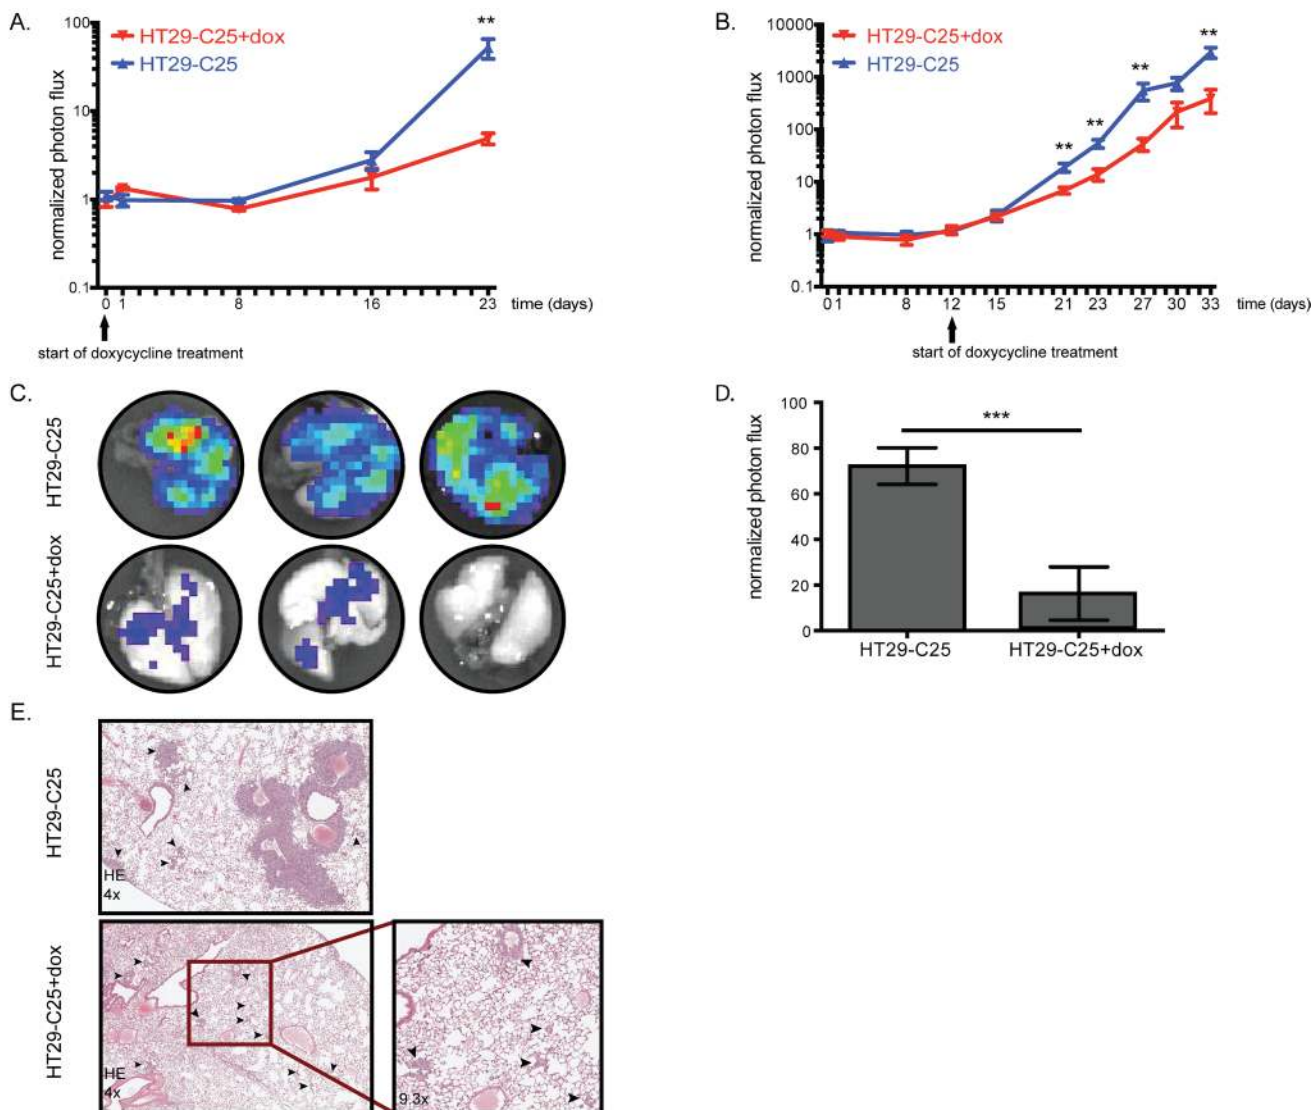 A.
HT29-C25+dox
HT29-C25
**
normalized photon flux
100
10
1
0.1
0 1 8 16 23 time (days)
start of doxycycline treatment
B.
HT29-C25+dox
HT29-C25
** ** ** **
normalized photon flux
10000
1000
100
10
1
0.1
01 8 12 15 21 23 27 30 33 time (days)
start of doxycycline treatment
C.
HT29-C25
HT29-C25+dox
D.
***
normalized photon flux
100
80
60
40
20
0
HT29-C25 HT29-C25+dox
E.
HT29-C25
HE
4x
HT29-C25+dox
HE
4x
9.3x